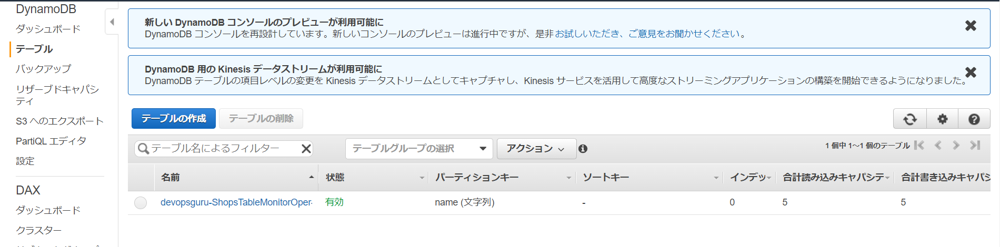 DynamoDB
ダッシュボード
テーブル
バックアップ
リザーブドキャパシ
ティ
S3 へのエクスポート
PartiQL エディタ
設定
DAX
ダッシュボード
クラスター
新しい DynamoDB コンソールのプレビューが利用可能に
DynamoDB コンソールを再設計しています。新しいコンソールのプレビューは進行中ですが、是非お試しいただき、ご意見をお聞かせください。
DynamoDB 用の Kinesis データストリームが利用可能に
DynamoDB テーブルの項目レベルの変更を Kinesis データストリームとしてキャプチャし、Kinesis サービスを活用して高度なストリーミングアプリケーションの構築を開始できるようになりました。
テーブルの作成 テーブルの削除
テーブル名によるフィルター テーブルグループの選択 アクション 1 個中 1～1 個のテーブル
名前 状態 パーティションキー ソートキー インデッ 合計読み込みキャパシテ 合計書き込みキャパシ
devopsguru-ShopsTableMonitorOper- 有効 name (文字列) - 0 5 5